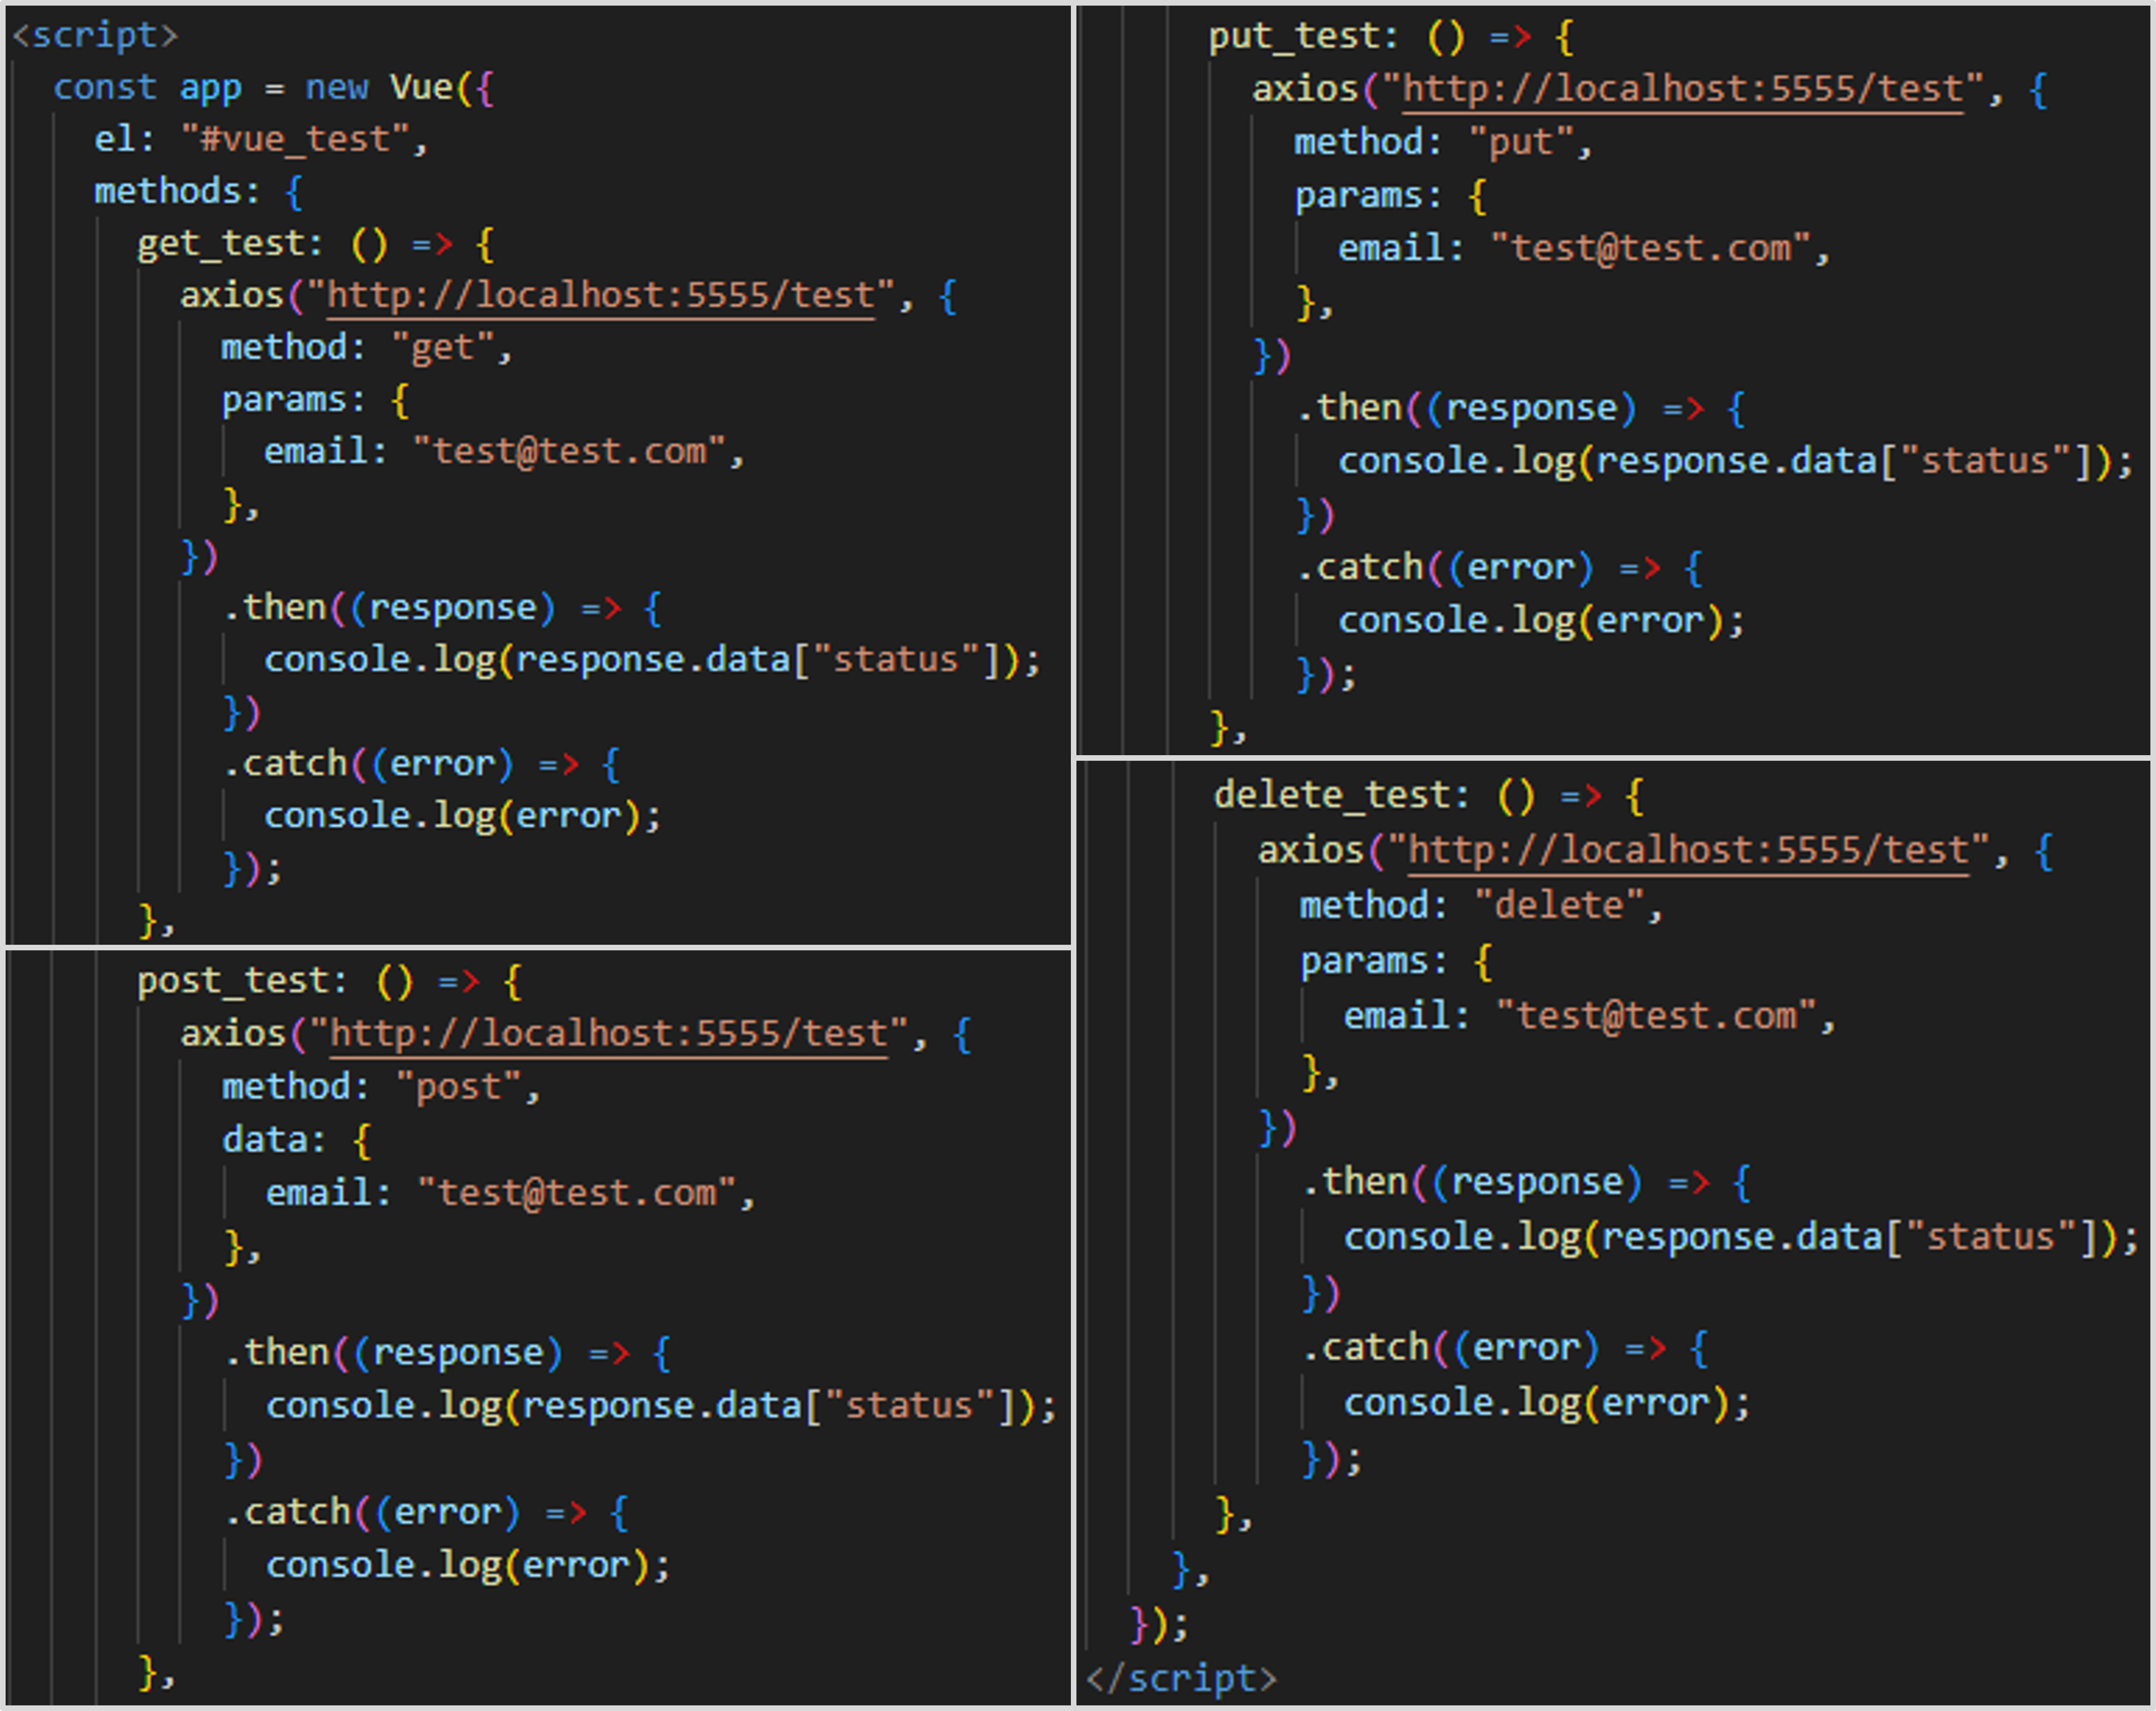 <script>
const app = new Vue({
el: "#vue_test",
methods: {
get_test: () => {
axios("http://localhost:5555/test", {
method: "get",
params: {
email: "test@test.com",
},
})
.then((response) => {
console.log(response.data["status"]);
})
.catch((error) => {
console.log(error);
});
},
post_test: () => {
axios("http://localhost:5555/test", {
method: "post",
data: {
email: "test@test.com",
},
})
.then((response) => {
console.log(response.data["status"]);
})
.catch((error) => {
console.log(error);
});
},
put_test: () => {
axios("http://localhost:5555/test", {
method: "put",
params: {
email: "test@test.com",
},
})
.then((response) => {
console.log(response.data["status"]);
})
.catch((error) => {
console.log(error);
});
},
delete_test: () => {
axios("http://localhost:5555/test", {
method: "delete",
params: {
email: "test@test.com",
},
})
.then((response) => {
console.log(response.data["status"]);
})
.catch((error) => {
console.log(error);
});
},
},
});
</script>